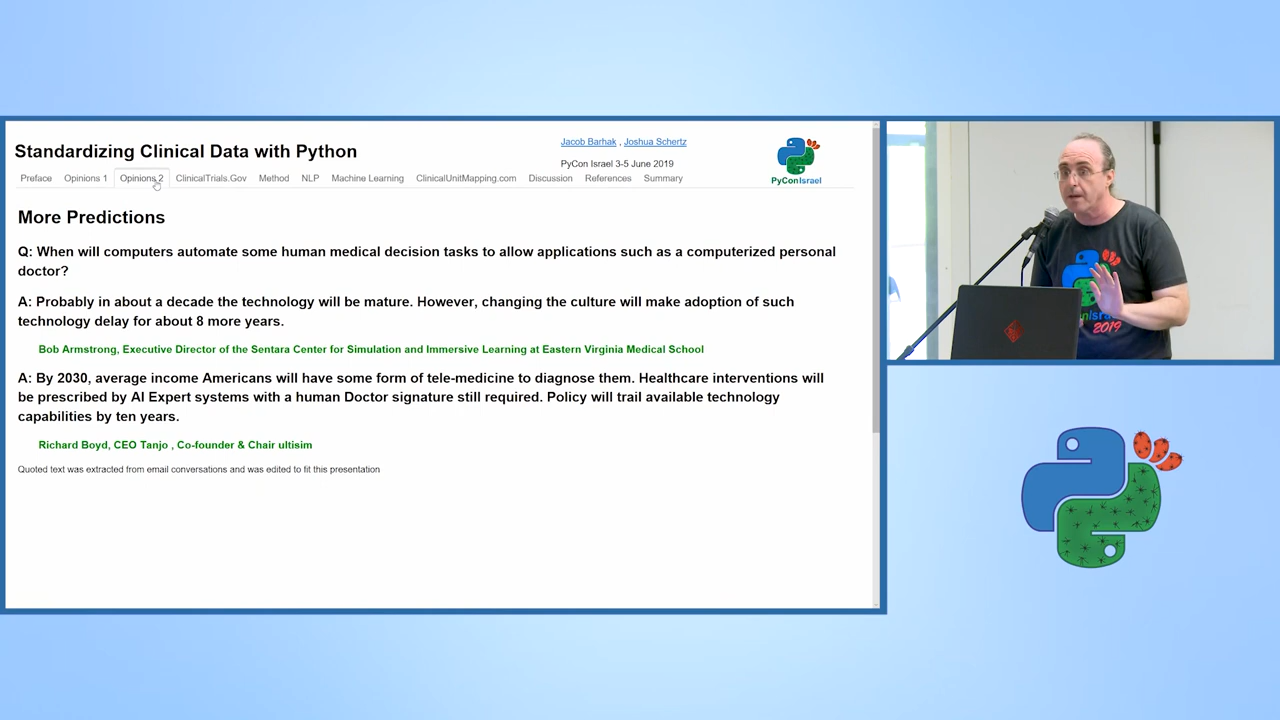 Standardizing Clinical Data with Python
Jacob Barhak , Joshua Schertz
PyCon Israel 3-5 June 2019
PyConIsrael
Preface Opinions 1 Opinions 2 ClinicalTrials.Gov Method NLP Machine Learning ClinicalUnitMapping.com Discussion References Summary
More Predictions
Q: When will computers automate some human medical decision tasks to allow applications such as a computerized personal
doctor?
A: Probably in about a decade the technology will be mature. However, changing the culture will make adoption of such
technology delay for about 8 more years.
Bob Armstrong, Executive Director of the Sentara Center for Simulation and Immersive Learning at Eastern Virginia Medical School
A: By 2030, average income Americans will have some form of tele-medicine to diagnose them. Healthcare interventions will
be prescribed by AI Expert systems with a human Doctor signature still required. Policy will trail available technology
capabilities by ten years.
Richard Boyd, CEO Tanjo , Co-founder & Chair ultisim
Quoted text was extracted from email conversations and was edited to fit this presentation
2019